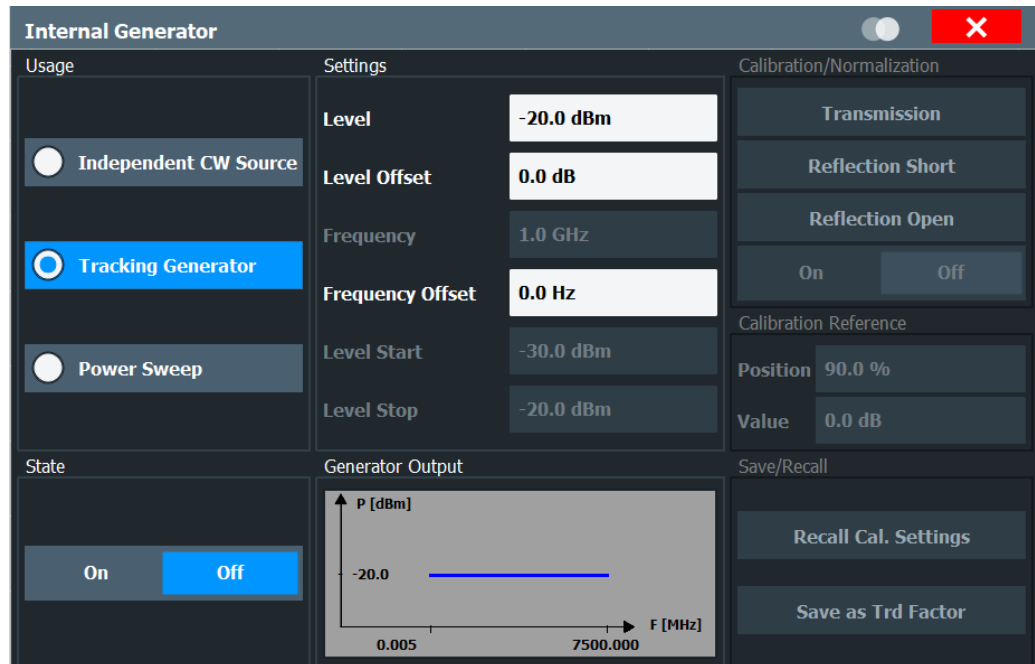 Internal Generator
Usage
Independent CW Source
Tracking Generator
Power Sweep
State
On Off
Settings
Level -20.0 dBm
Level Offset 0.0 dB
Frequency 1.0 GHz
Frequency Offset 0.0 Hz
Level Start -30.0 dBm
Level Stop -20.0 dBm
Generator Output
P [dBm]
-20.0
F [MHz]
0.005 7500.000
Calibration/Normalization
Transmission
Reflection Short
Reflection Open
On Off
Calibration Reference
Position 90.0 %
Value 0.0 dB
Save/Recall
Recall Cal. Settings
Save as Trd Factor